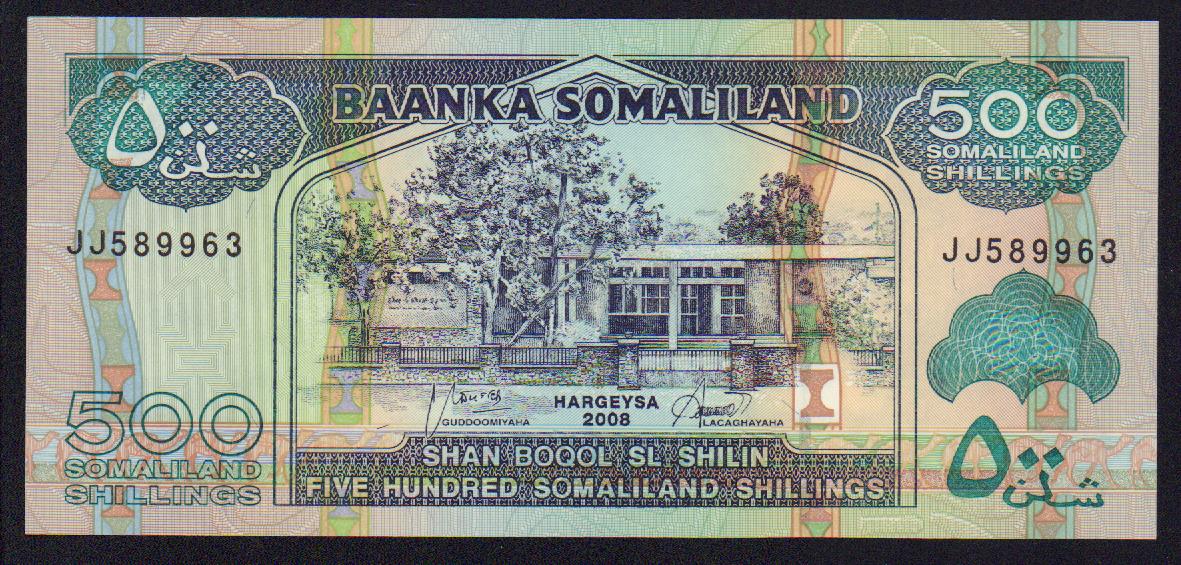 BAANKA SOMALILAND
٥٠٠
شلن
500
SOMALILAND
SHILLINGS
JJ589963
JJ589963
HARGEYSA
2008
GUDDOOMIYAHA
LACAGHAYAHA
500
SOMALILAND
SHILLINGS
SHAN BOQOL SL SHILIN
FIVE HUNDRED SOMALILAND SHILLINGS
٥٠٠
شلن